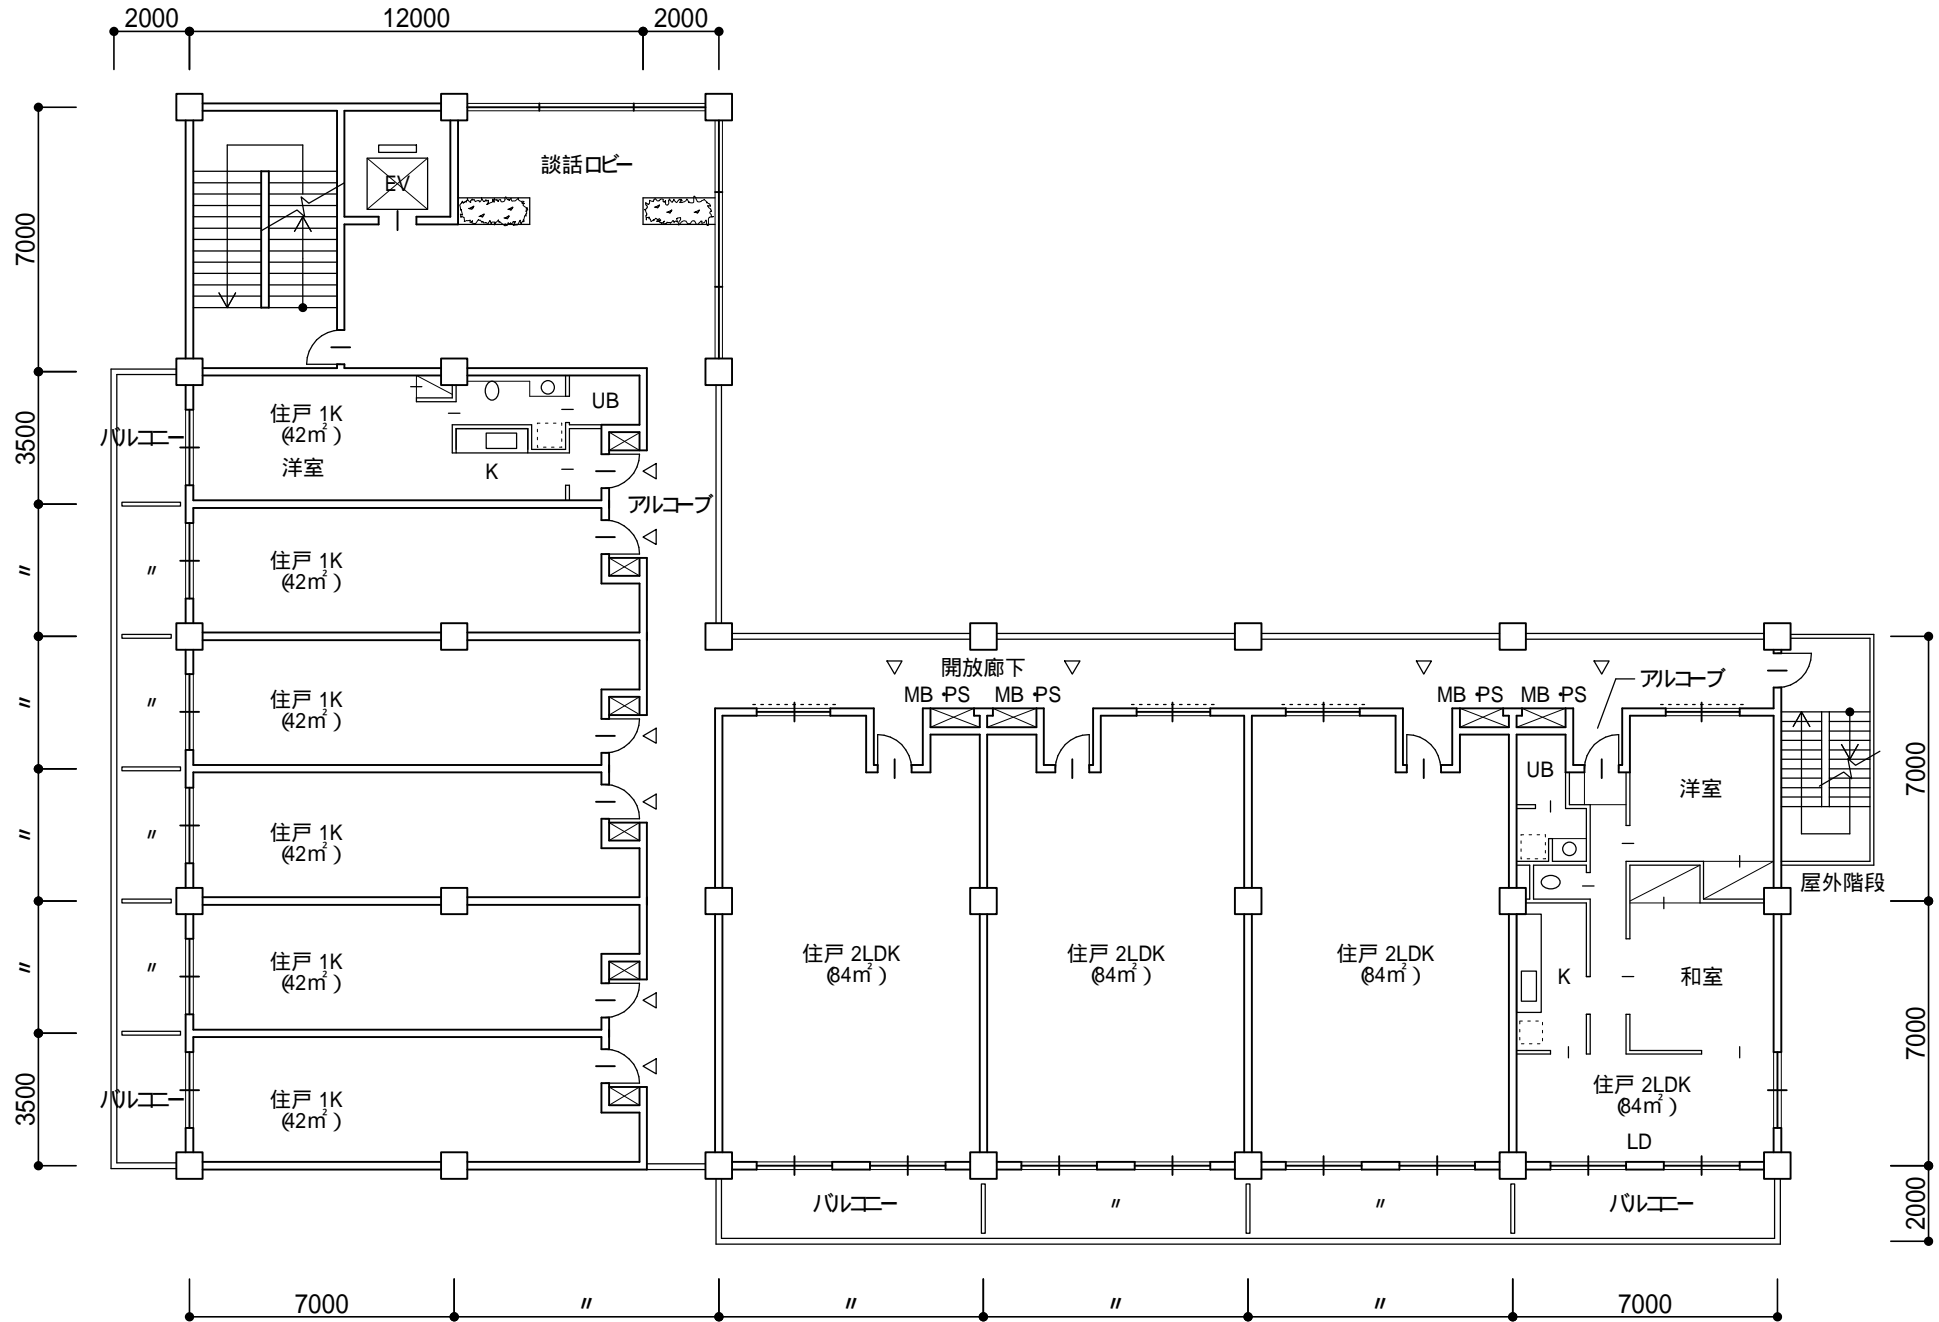 2000
12000
2000
談話ロビー
EV
7000
UB
住戸 1K
(42㎡)
バルコニー
3500
洋室
K
アルコーブ
〃
〃
住戸 1K
(42㎡)
開放廊下
MB・PS
MB・PS
MB・PS
MB・PS
アルコーブ
〃
〃
住戸 1K
(42㎡)
7000
UB
洋室
〃
〃
住戸 1K
(42㎡)
屋外階段
〃
〃
住戸 1K
(42㎡)
住戸 2LDK
(84㎡)
住戸 2LDK
(84㎡)
住戸 2LDK
(84㎡)
K
和室
7000
3500
バルコニー
住戸 1K
(42㎡)
住戸 2LDK
(84㎡)
LD
バルコニー
〃
〃
バルコニー
2000
7000
〃
〃
〃
〃
7000